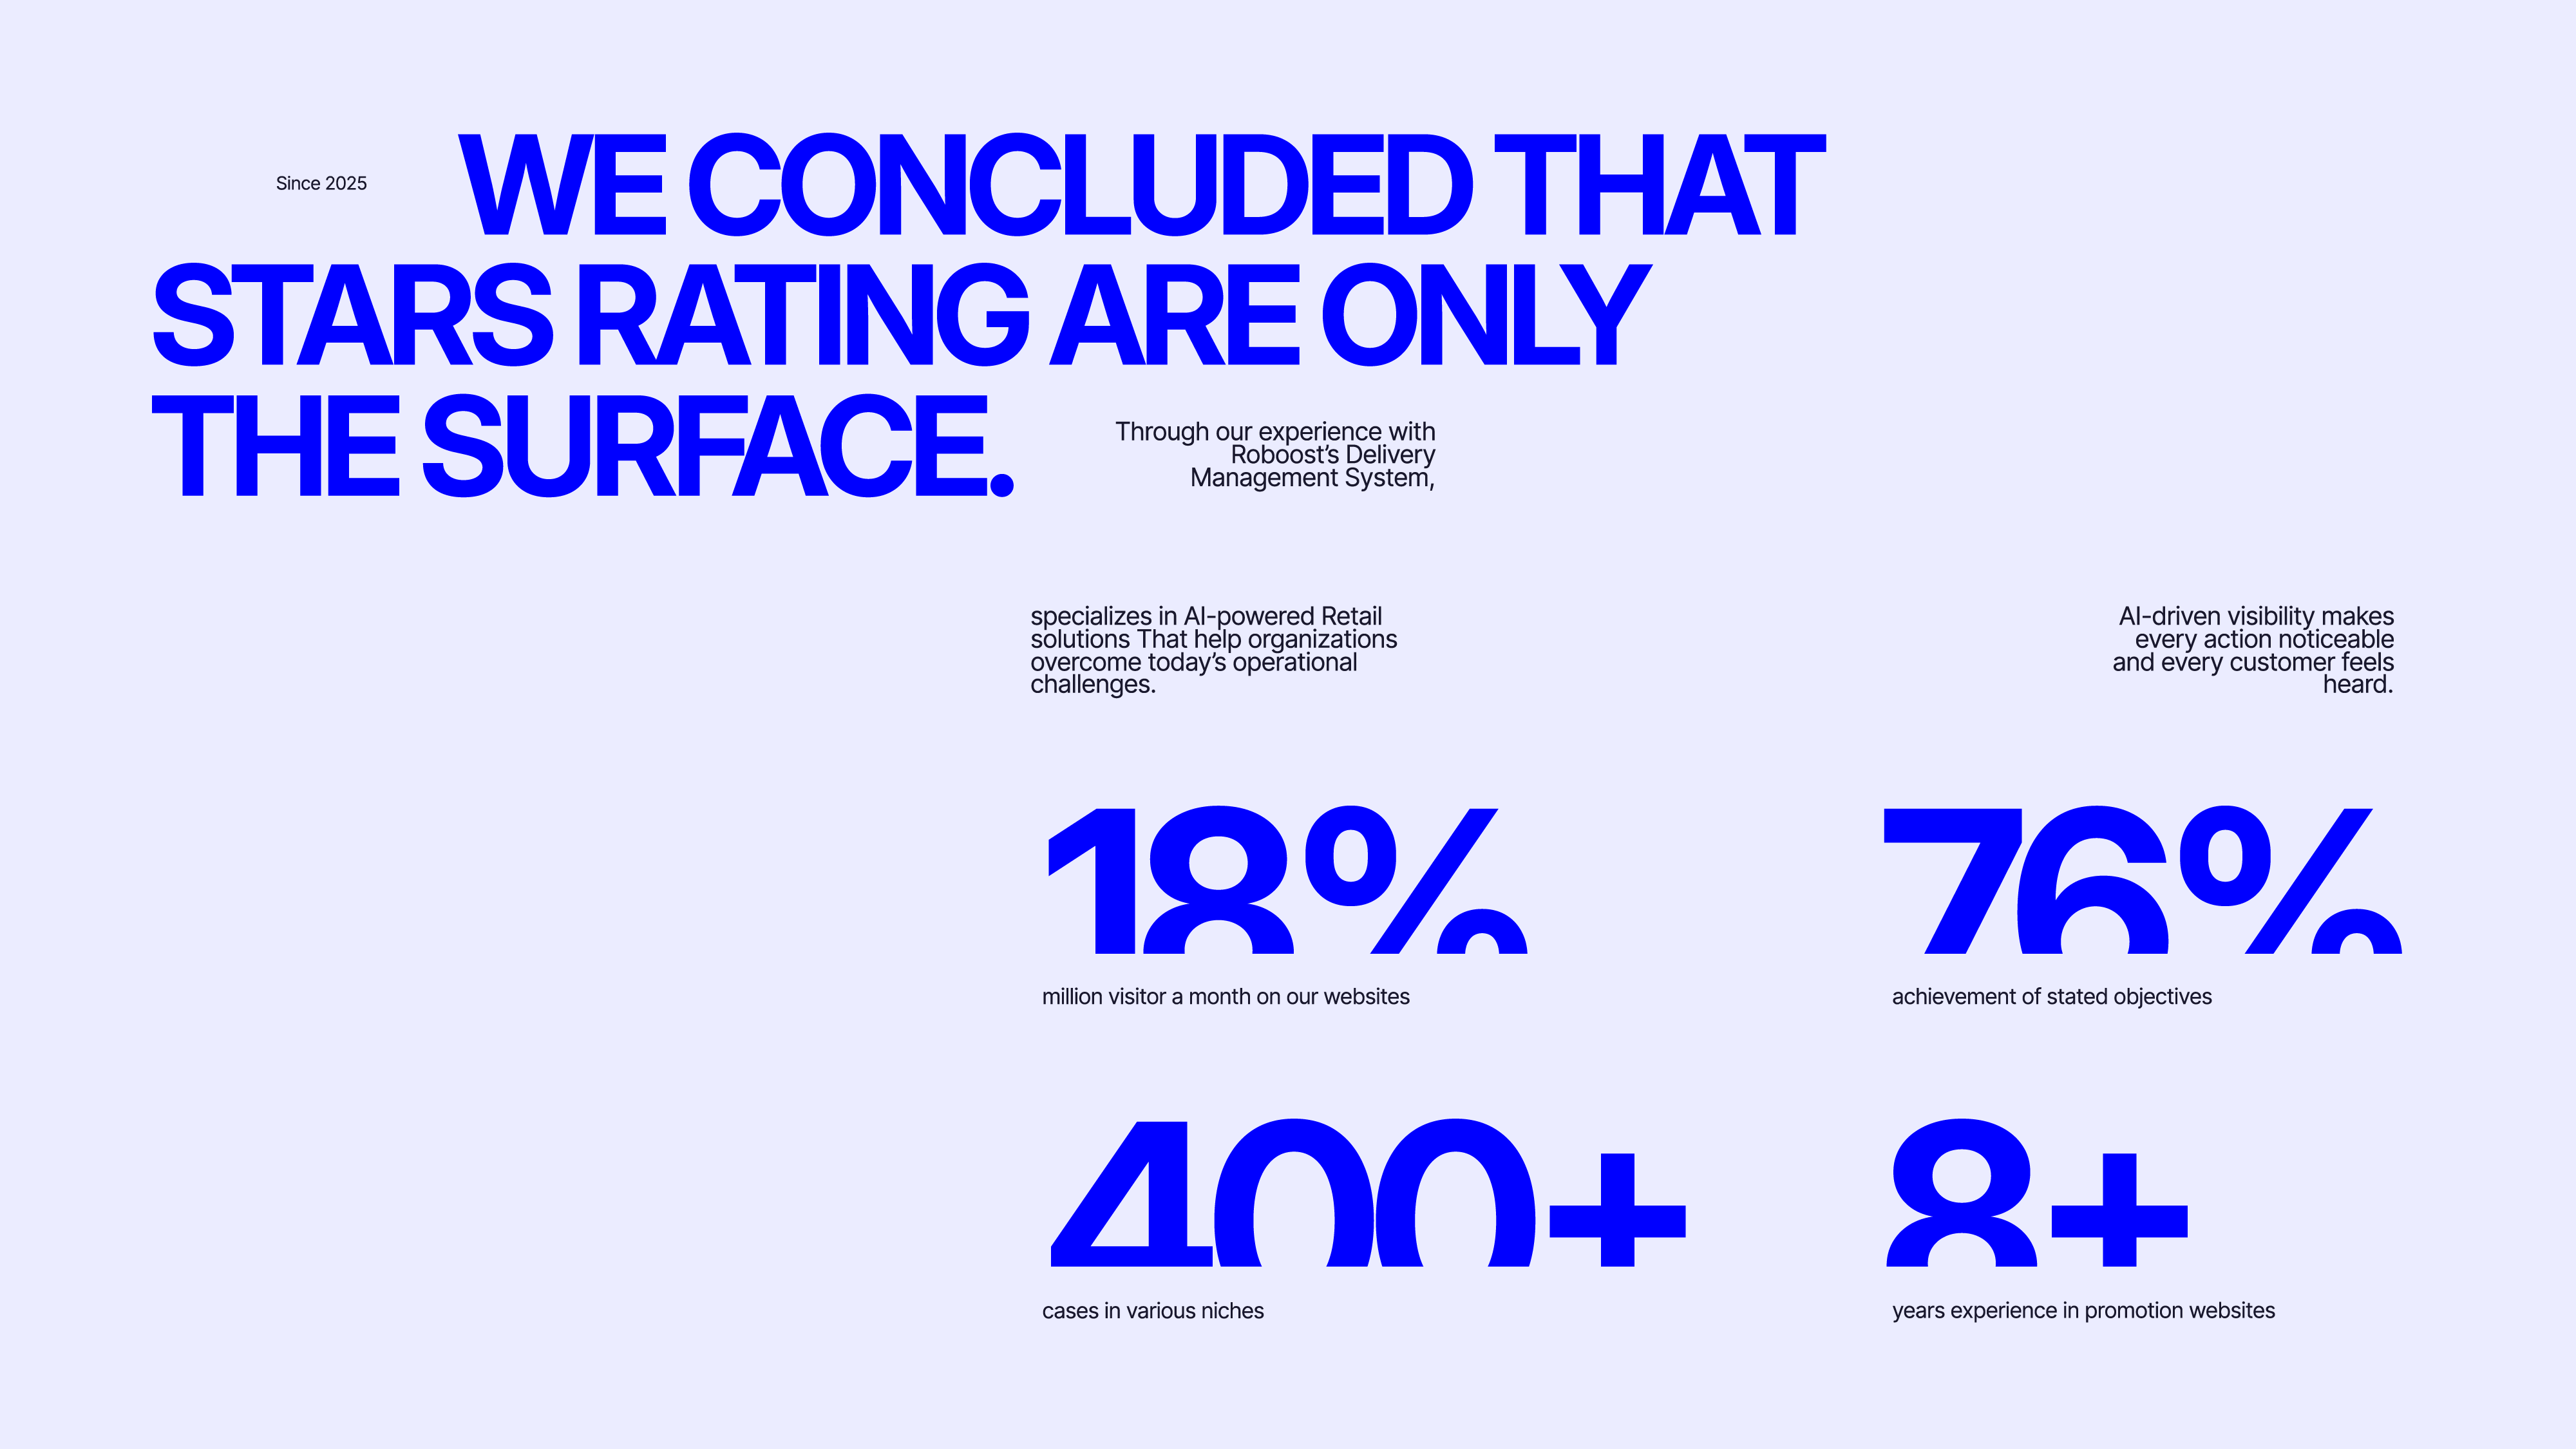 Since 2025
WE CONCLUDED THAT
STARS RATING ARE ONLY
THE SURFACE.
Through our experience with
Roboost’s Delivery
Management System,
specializes in AI-powered Retail
solutions That help organizations
overcome today’s operational
challenges.
AI-driven visibility makes
every action noticeable
and every customer feels
heard.
18%
million visitor a month on our websites
76%
achievement of stated objectives
400+
cases in various niches
8+
years experience in promotion websites